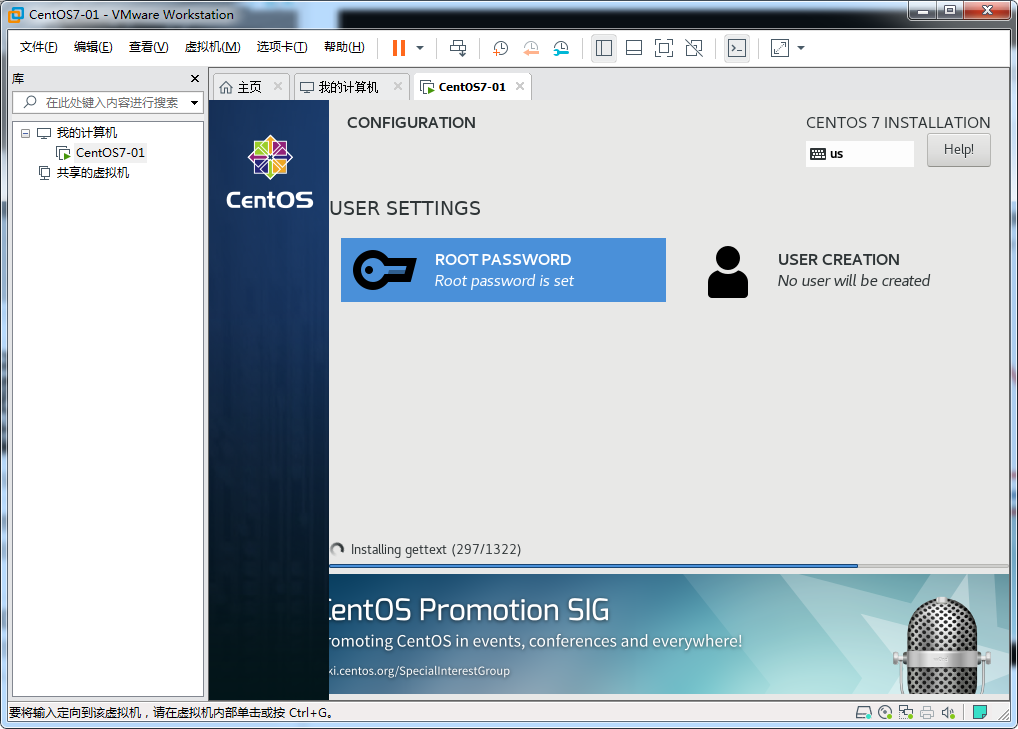 CentOS7-01 - VMware Workstation
文件(F) 编辑(E) 查看(V) 虚拟机(M) 选项卡(T) 帮助(H)
库
在此处键入内容进行搜索
我的计算机
CentOS7-01
共享的虚拟机
主页 我的计算机 CentOS7-01
CentOS
CONFIGURATION
CENTOS 7 INSTALLATION
us
Help!
USER SETTINGS
ROOT PASSWORD
Root password is set
USER CREATION
No user will be created
Installing gettext (297/1322)
CentOS Promotion SIG
romoting CentOS in events, conferences and everywhere!
ki.centos.org/SpecialInterestGroup
要将输入定向到该虚拟机，请在虚拟机内部单击或按 Ctrl+G。